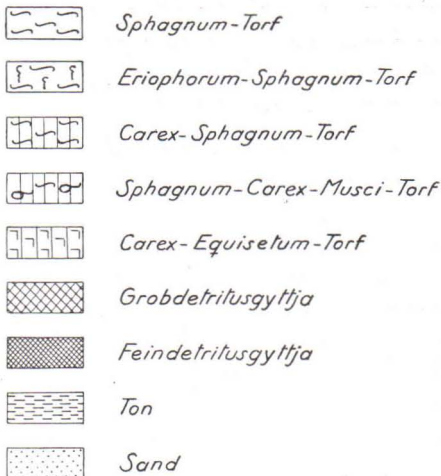 Sphagnum-Torf
Eriophorum-Sphagnum-Torf
Carex-Sphagnum-Torf
Sphagnum-Carex-Musci-Torf
Carex-Equisetum-Torf
Grobdetritusgyttja
Feindetritusgyttja
Ton
Sand